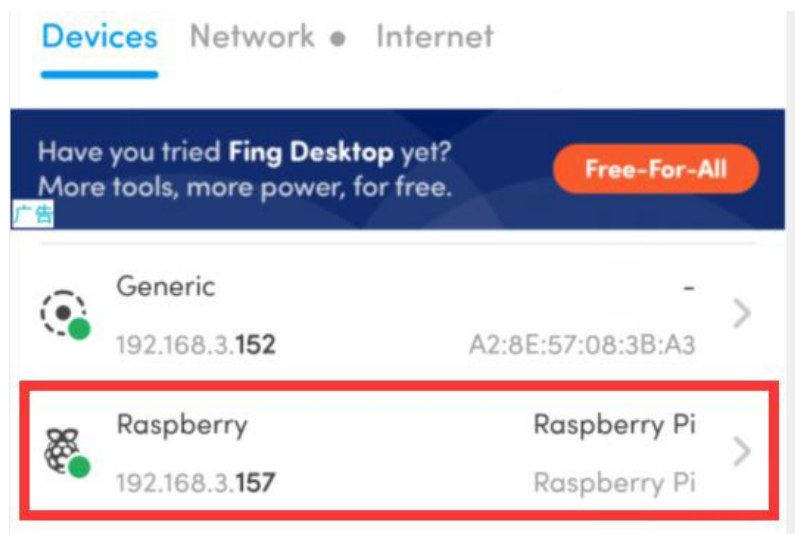 Devices Network Internet
Have you tried Fing Desktop yet?
More tools, more power, for free.
Free-For-All
广告
Generic -
192.168.3.152 A2:8E:57:08:3B:A3
Raspberry Raspberry Pi
192.168.3.157 Raspberry Pi